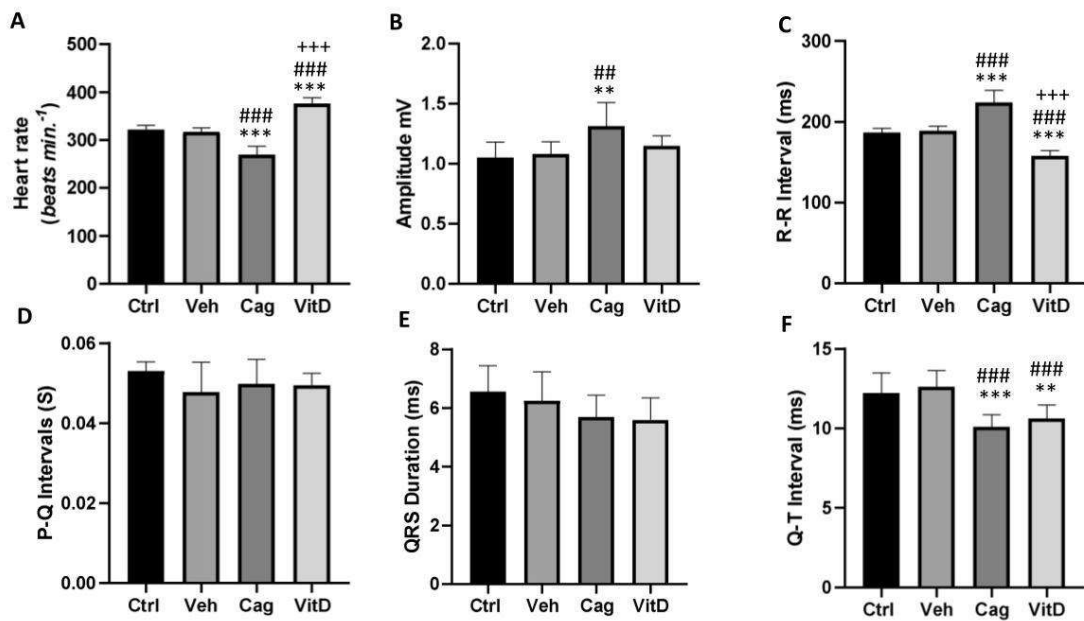 A
Heart rate
(beats min.-1)
500
400
300
200
100
0
+++
###
###
***
***
Ctrl
Veh
Cag
VitD
B
Amplitude mV
2.0
1.5
1.0
0.5
0.0
##
**
Ctrl
Veh
Cag
VitD
C
R-R Interval (ms)
300
200
100
0
###
***
+++
###
***
Ctrl
Veh
Cag
VitD
D
P-Q Intervals (S)
0.06
0.04
0.02
0.00
Ctrl
Veh
Cag
VitD
E
QRS Duration (ms)
8
6
4
2
0
Ctrl
Veh
Cag
VitD
F
Q-T Interval (ms)
15
10
5
0
###
***
###
**
Ctrl
Veh
Cag
VitD